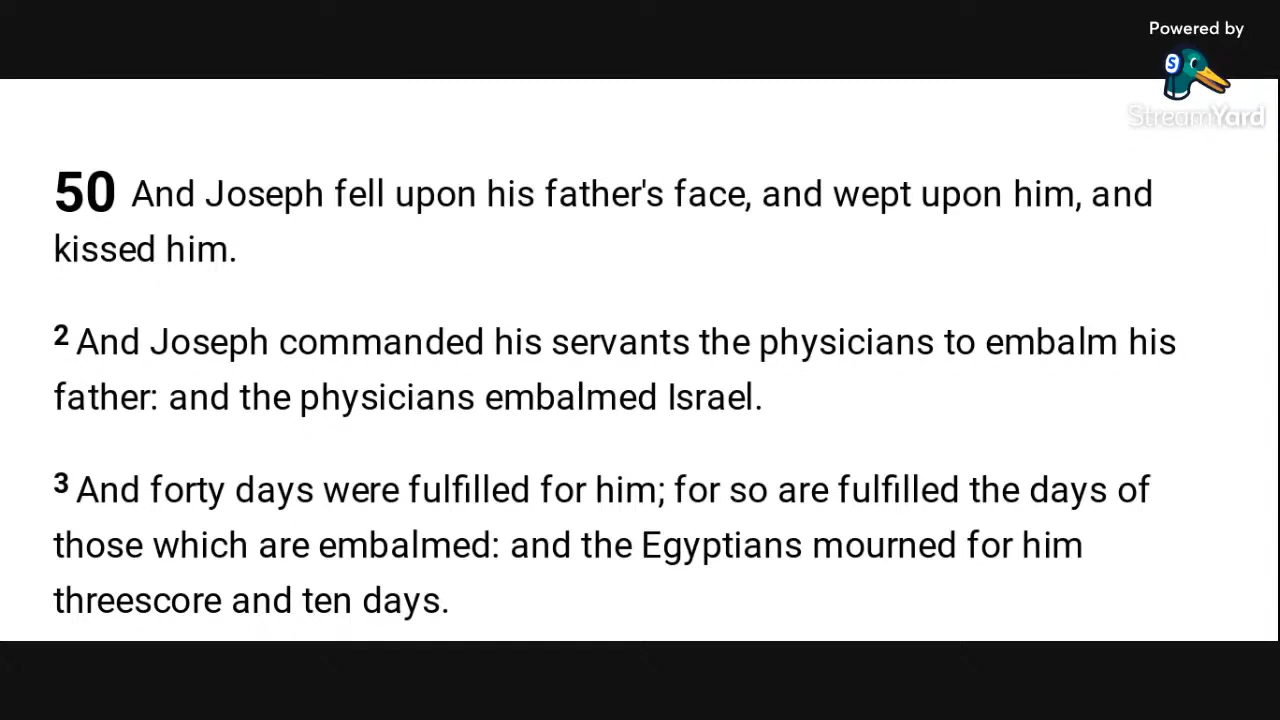 Powered by
S
StreamYard
50 And Joseph fell upon his father's face, and wept upon him, and
kissed him.
2 And Joseph commanded his servants the physicians to embalm his
father: and the physicians embalmed Israel.
3 And forty days were fulfilled for him; for so are fulfilled the days of
those which are embalmed: and the Egyptians mourned for him
threescore and ten days.